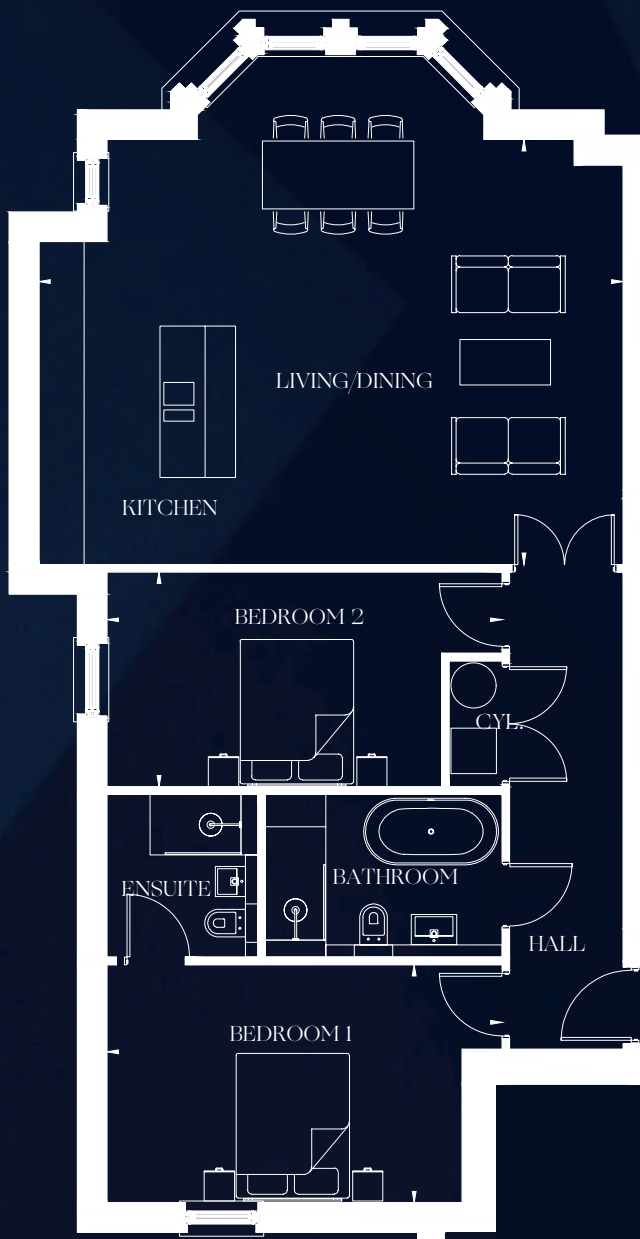 LIVING/DINING
KITCHEN
BEDROOM 2
CYL.
ENSUITE
BATHROOM
HALL
BEDROOM 1